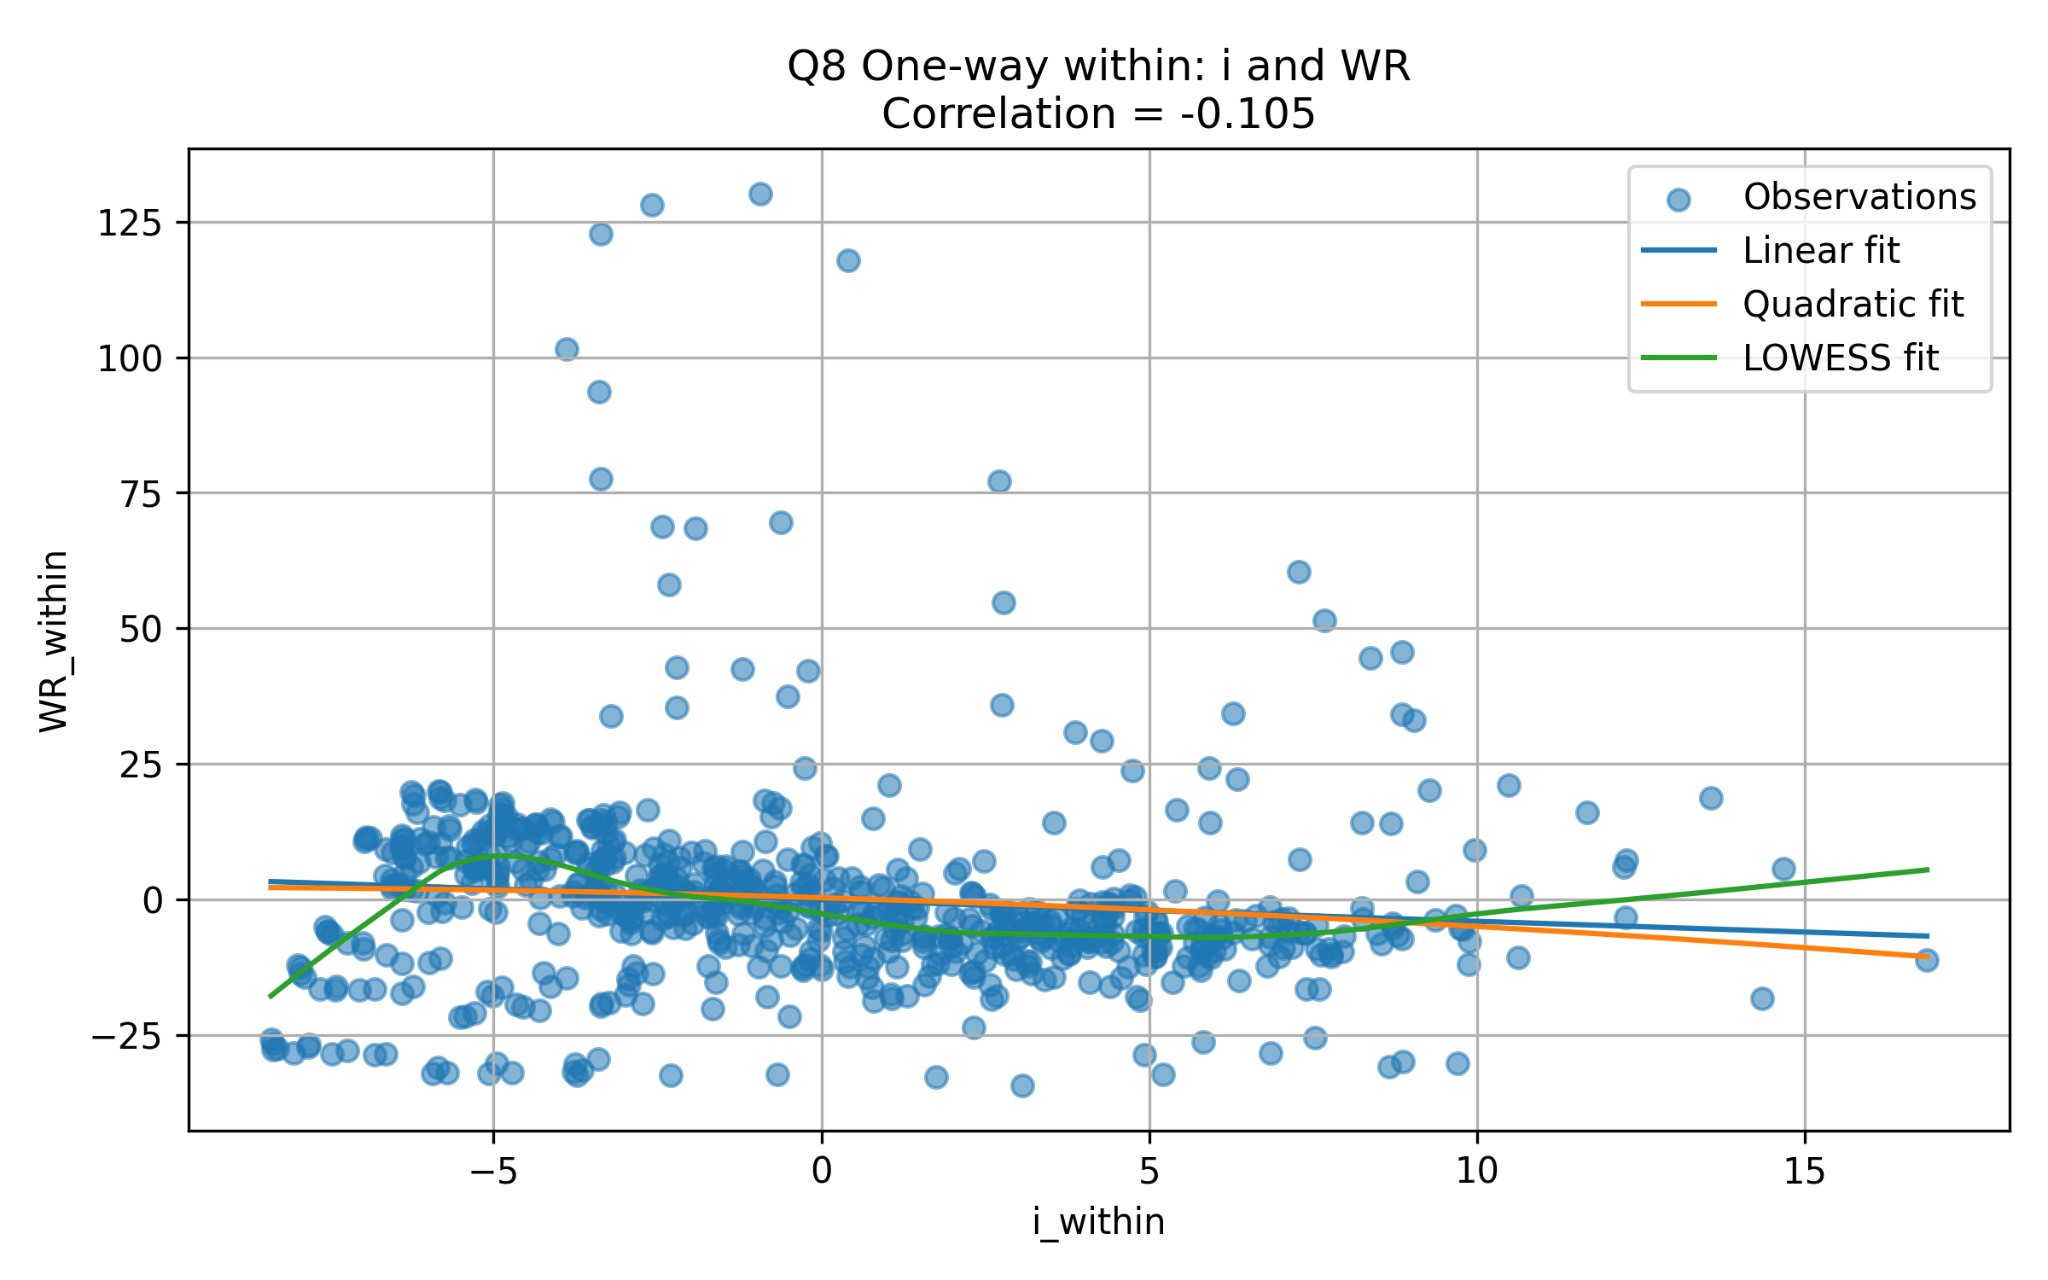 Q8 One-way within: i and WR
Correlation = -0.105
Observations
Linear fit
Quadratic fit
LOWESS fit
WR_within
125
100
75
50
25
0
−25
−5
0
5
10
15
i_within